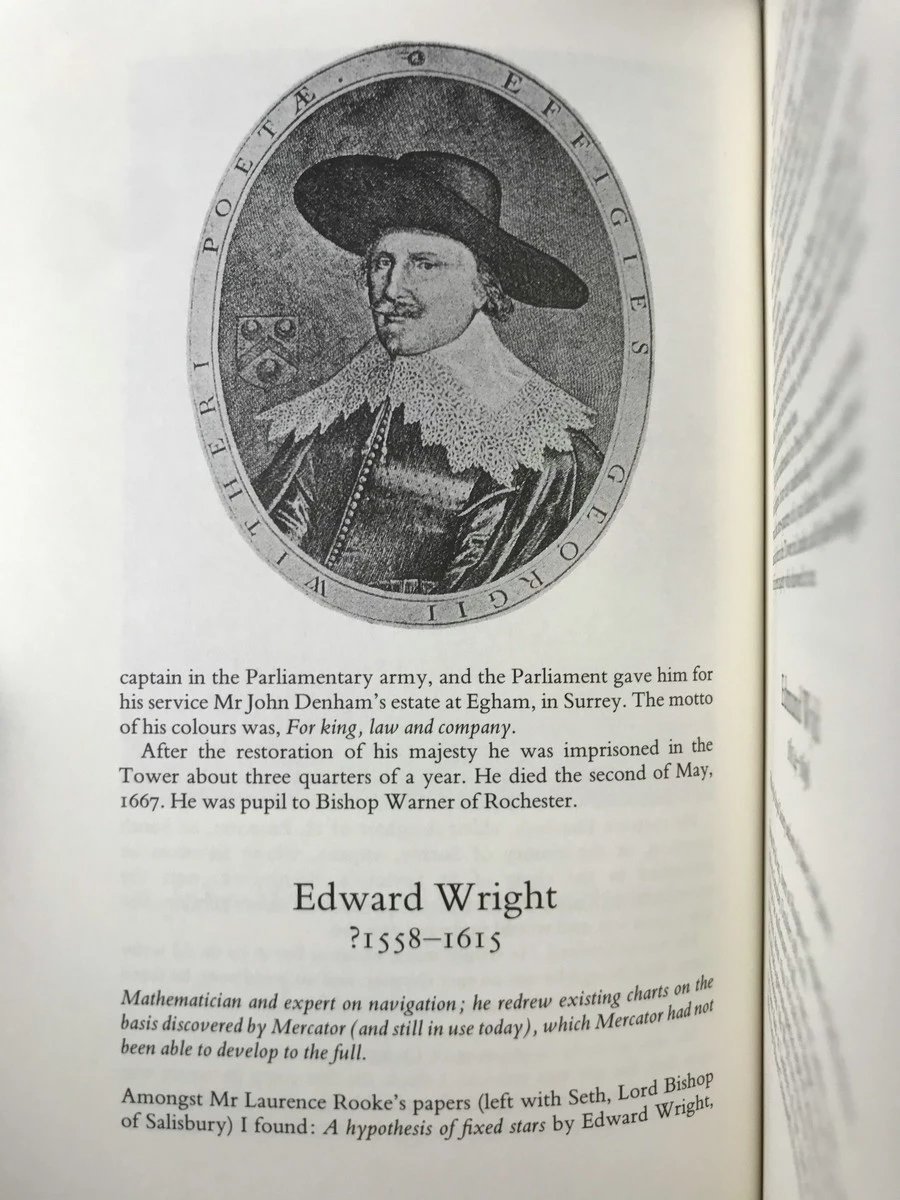 EFFIGIES GEORGII WITHERI POETÆ.
captain in the Parliamentary army, and the Parliament gave him for
his service Mr John Denham's estate at Egham, in Surrey. The motto
of his colours was, For king, law and company.
After the restoration of his majesty he was imprisoned in the
Tower about three quarters of a year. He died the second of May,
1667. He was pupil to Bishop Warner of Rochester.
Edward Wright
?1558–1615
Mathematician and expert on navigation; he redrew existing charts on the
basis discovered by Mercator (and still in use today), which Mercator had not
been able to develop to the full.
Amongst Mr Laurence Rooke's papers (left with Seth, Lord Bishop
of Salisbury) I found: A hypothesis of fixed stars by Edward Wright,